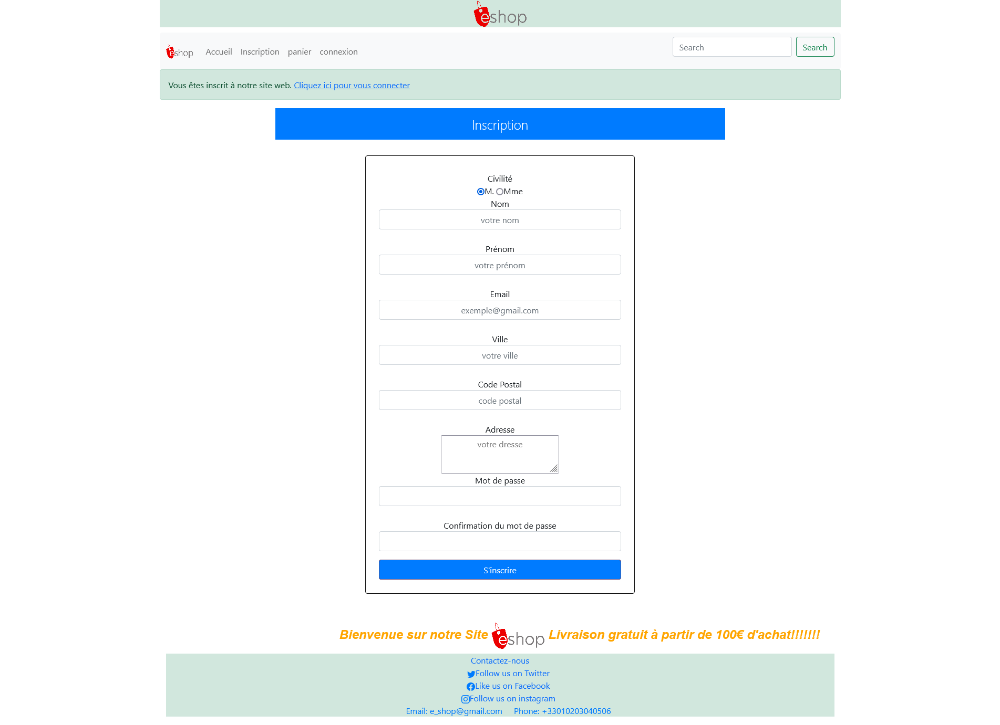 eshop
eshop Accueil Inscription panier connexion Search Search
Vous êtes inscrit à notre site web. Cliquez ici pour vous connecter
Inscription
Civilité
M. Mme
Nom
votre nom
Prénom
votre prénom
Email
exemple@gmail.com
Ville
votre ville
Code Postal
code postal
Adresse
votre dresse
Mot de passe
Confirmation du mot de passe
S'inscrire
Bienvenue sur notre Site eshop Livraison gratuit à partir de 100€ d'achat!!!!!!!
Contactez-nous
Follow us on Twitter
Like us on Facebook
Follow us on instagram
Email: e_shop@gmail.com Phone: +33010203040506